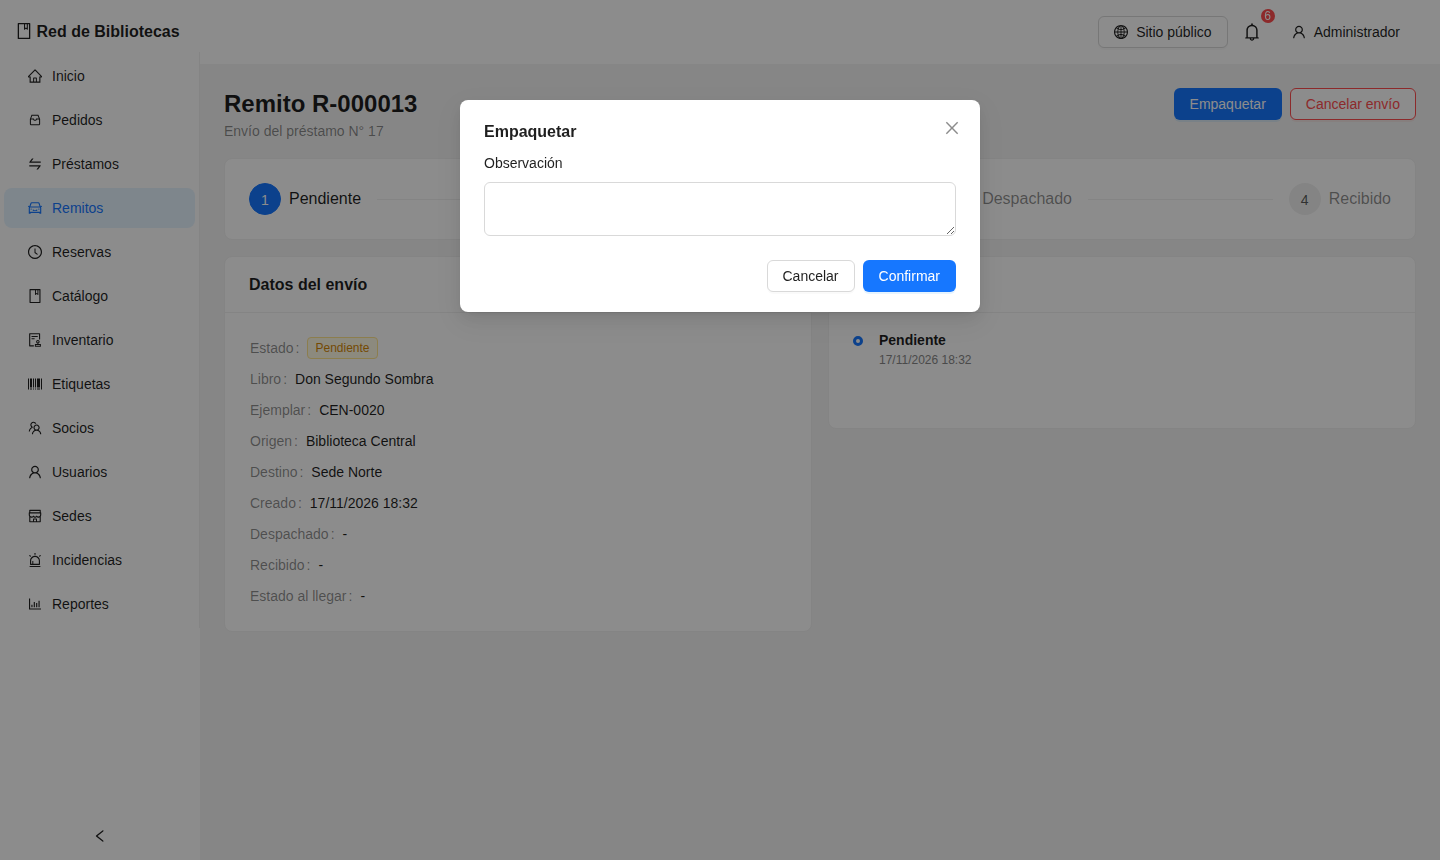 Red de Bibliotecas
Sitio público
6
Administrador
Inicio
Pedidos
Préstamos
Remitos
Reservas
Catálogo
Inventario
Etiquetas
Socios
Usuarios
Sedes
Incidencias
Reportes
Remito R-000013
Envío del préstamo N° 17
Empaquetar
Cancelar envío
1 Pendiente
Despachado
4 Recibido
Empaquetar
Observación
Cancelar
Confirmar
Datos del envío
Estado: Pendiente
Libro: Don Segundo Sombra
Ejemplar: CEN-0020
Origen: Biblioteca Central
Destino: Sede Norte
Creado: 17/11/2026 18:32
Despachado: -
Recibido: -
Estado al llegar: -
Pendiente
17/11/2026 18:32